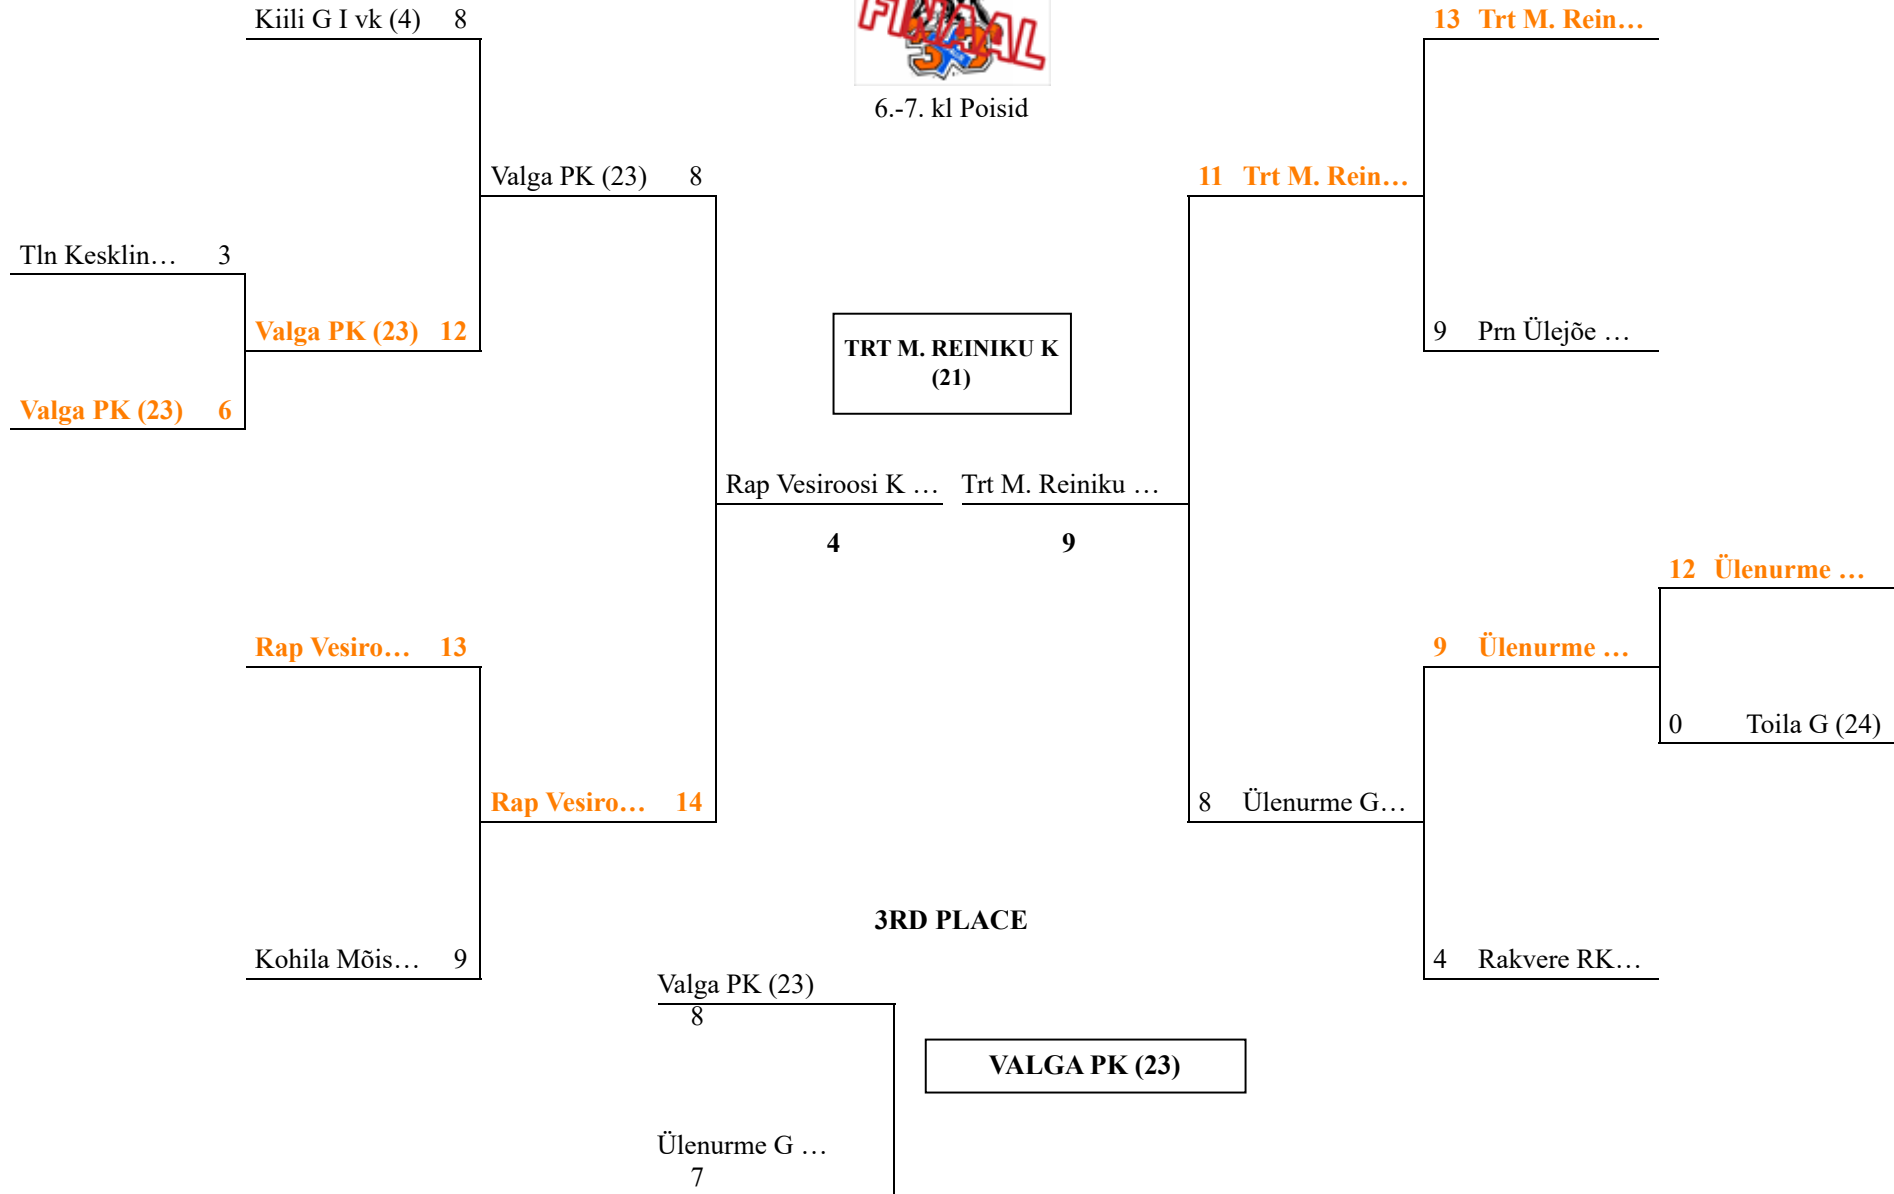 Kiili G I vk (4) 8
FINAAL
13 Trt M. Rein…
6.-7. kl Poisid
Valga PK (23) 8
11 Trt M. Rein…
Tln Kesklin… 3
Valga PK (23) 12
TRT M. REINIKU K
(21)
9 Prn Ülejõe …
Valga PK (23) 6
Rap Vesiroosi K … Trt M. Reiniku …
4 9
12 Ülenurme …
Rap Vesiro… 13
9 Ülenurme …
0 Toila G (24)
Rap Vesiro… 14
8 Ülenurme G…
3RD PLACE
Kohila Mõis… 9
4 Rakvere RK…
Valga PK (23)
8
VALGA PK (23)
Ülenurme G …
7